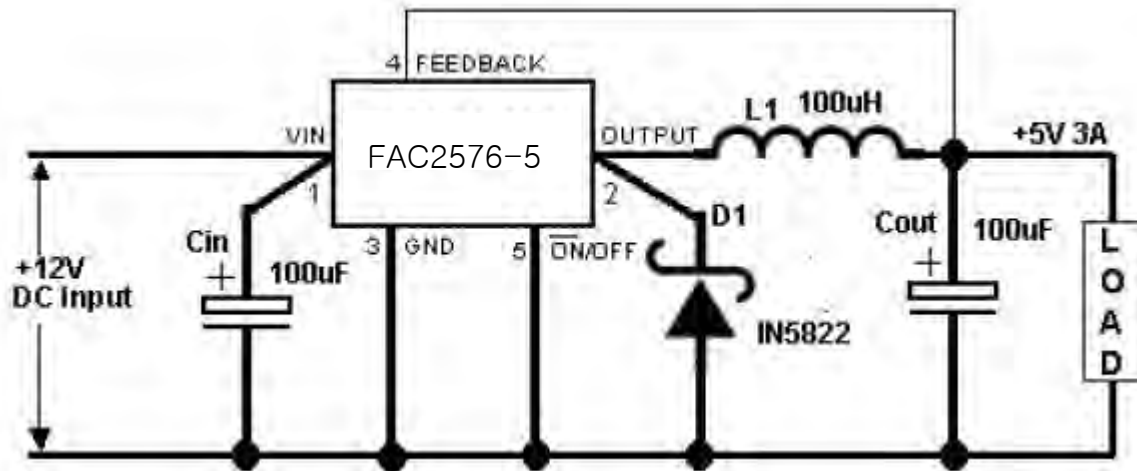 4 FEEDBACK
L1 100uH
VIN
OUTPUT
+5V 3A
FAC2576-5
1
2
D1
Cin
3 GND
5 ON/OFF
Cout
100uF
+
100uF
+
+12V
DC Input
IN5822
L
O
A
D